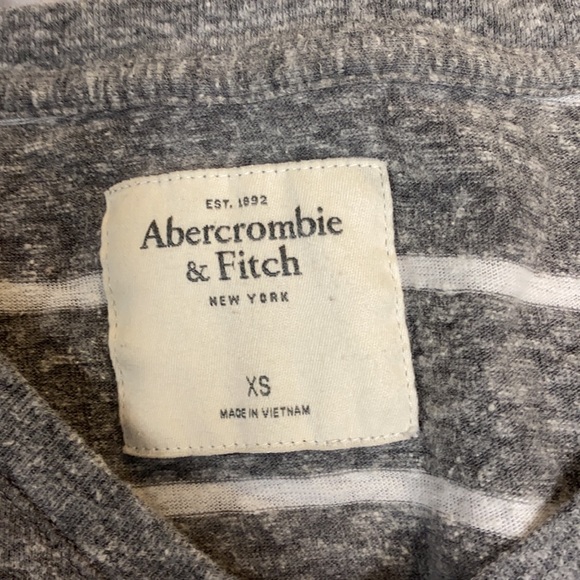 EST. 1892
Abercrombie
& Fitch
NEW YORK
XS
MADE IN VIETNAM